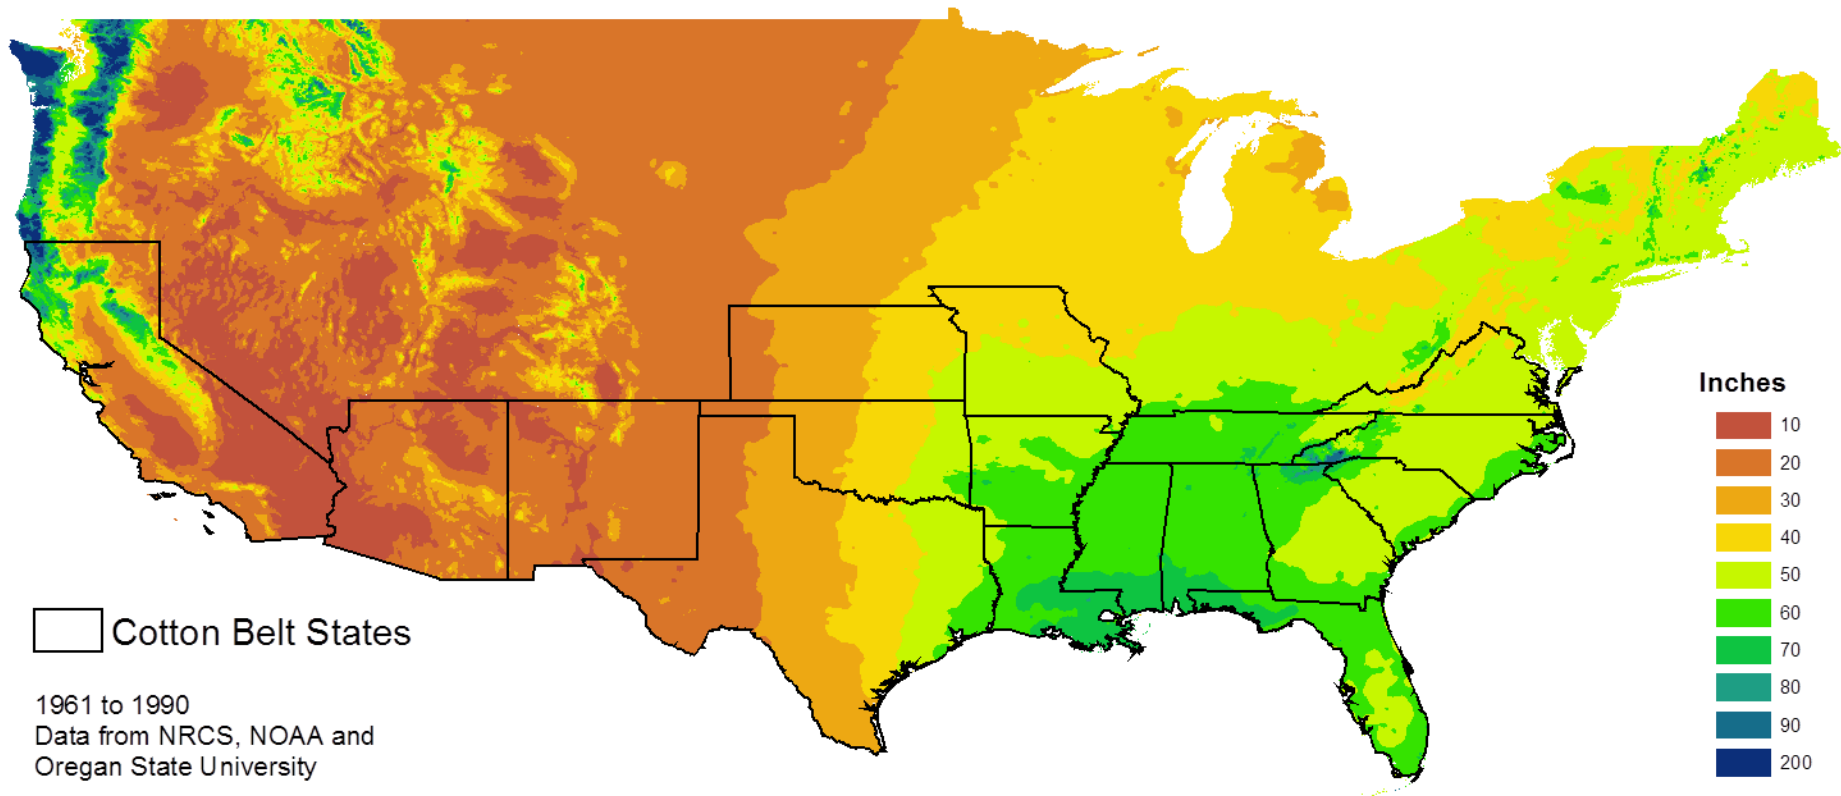 Inches
10
20
30
40
50
60
70
80
90
200
Cotton Belt States
1961 to 1990
Data from NRCS, NOAA and
Oregan State University